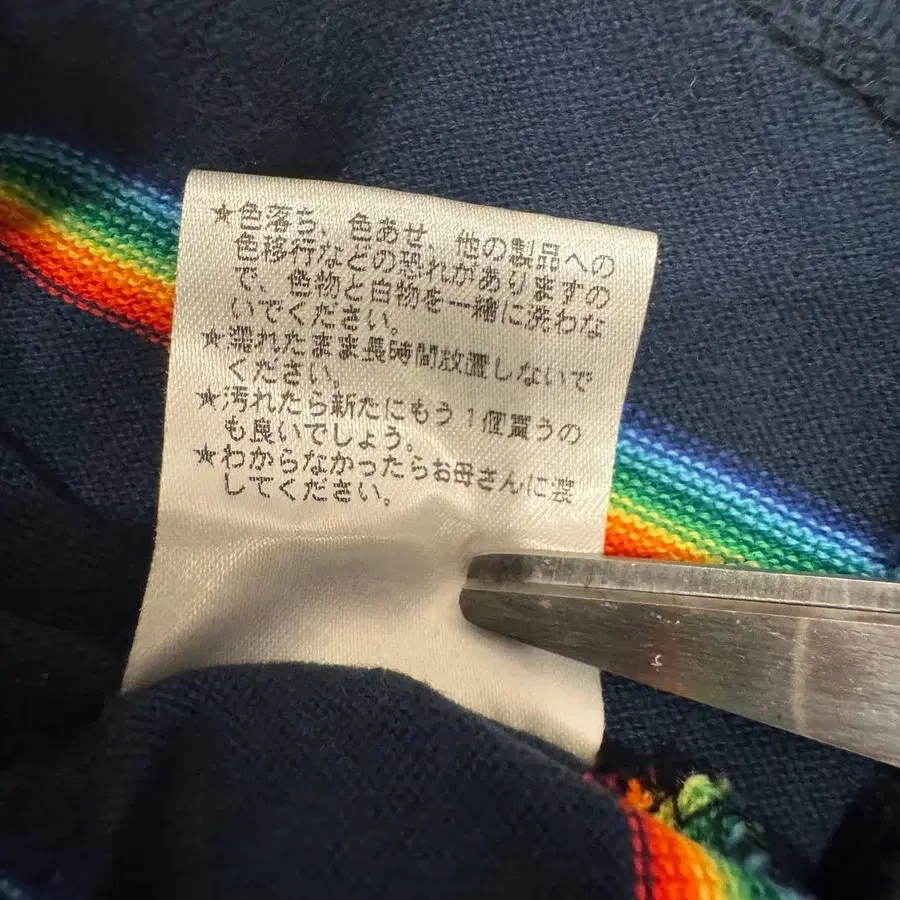 ★色落ち、色あせ、他の製品への
色移行などの恐れがありますの
で、色物と白物を一緒に洗わな
いでください。
★濡れたまま長時間放置しないで
ください。
★汚れたら新たにもう1個買うの
も良いでしょう。
★わからなかったらお母さんに渡
してください。